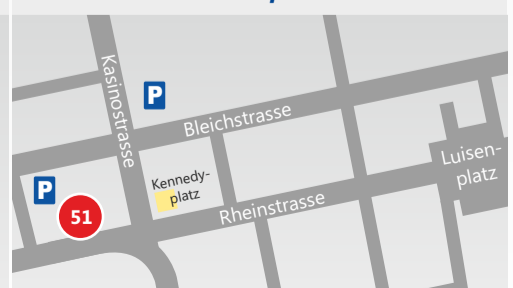 Kasinostrasse
P
Bleichstrasse
Luisen-
platz
Kennedy-
platz
P
51
Rheinstrasse